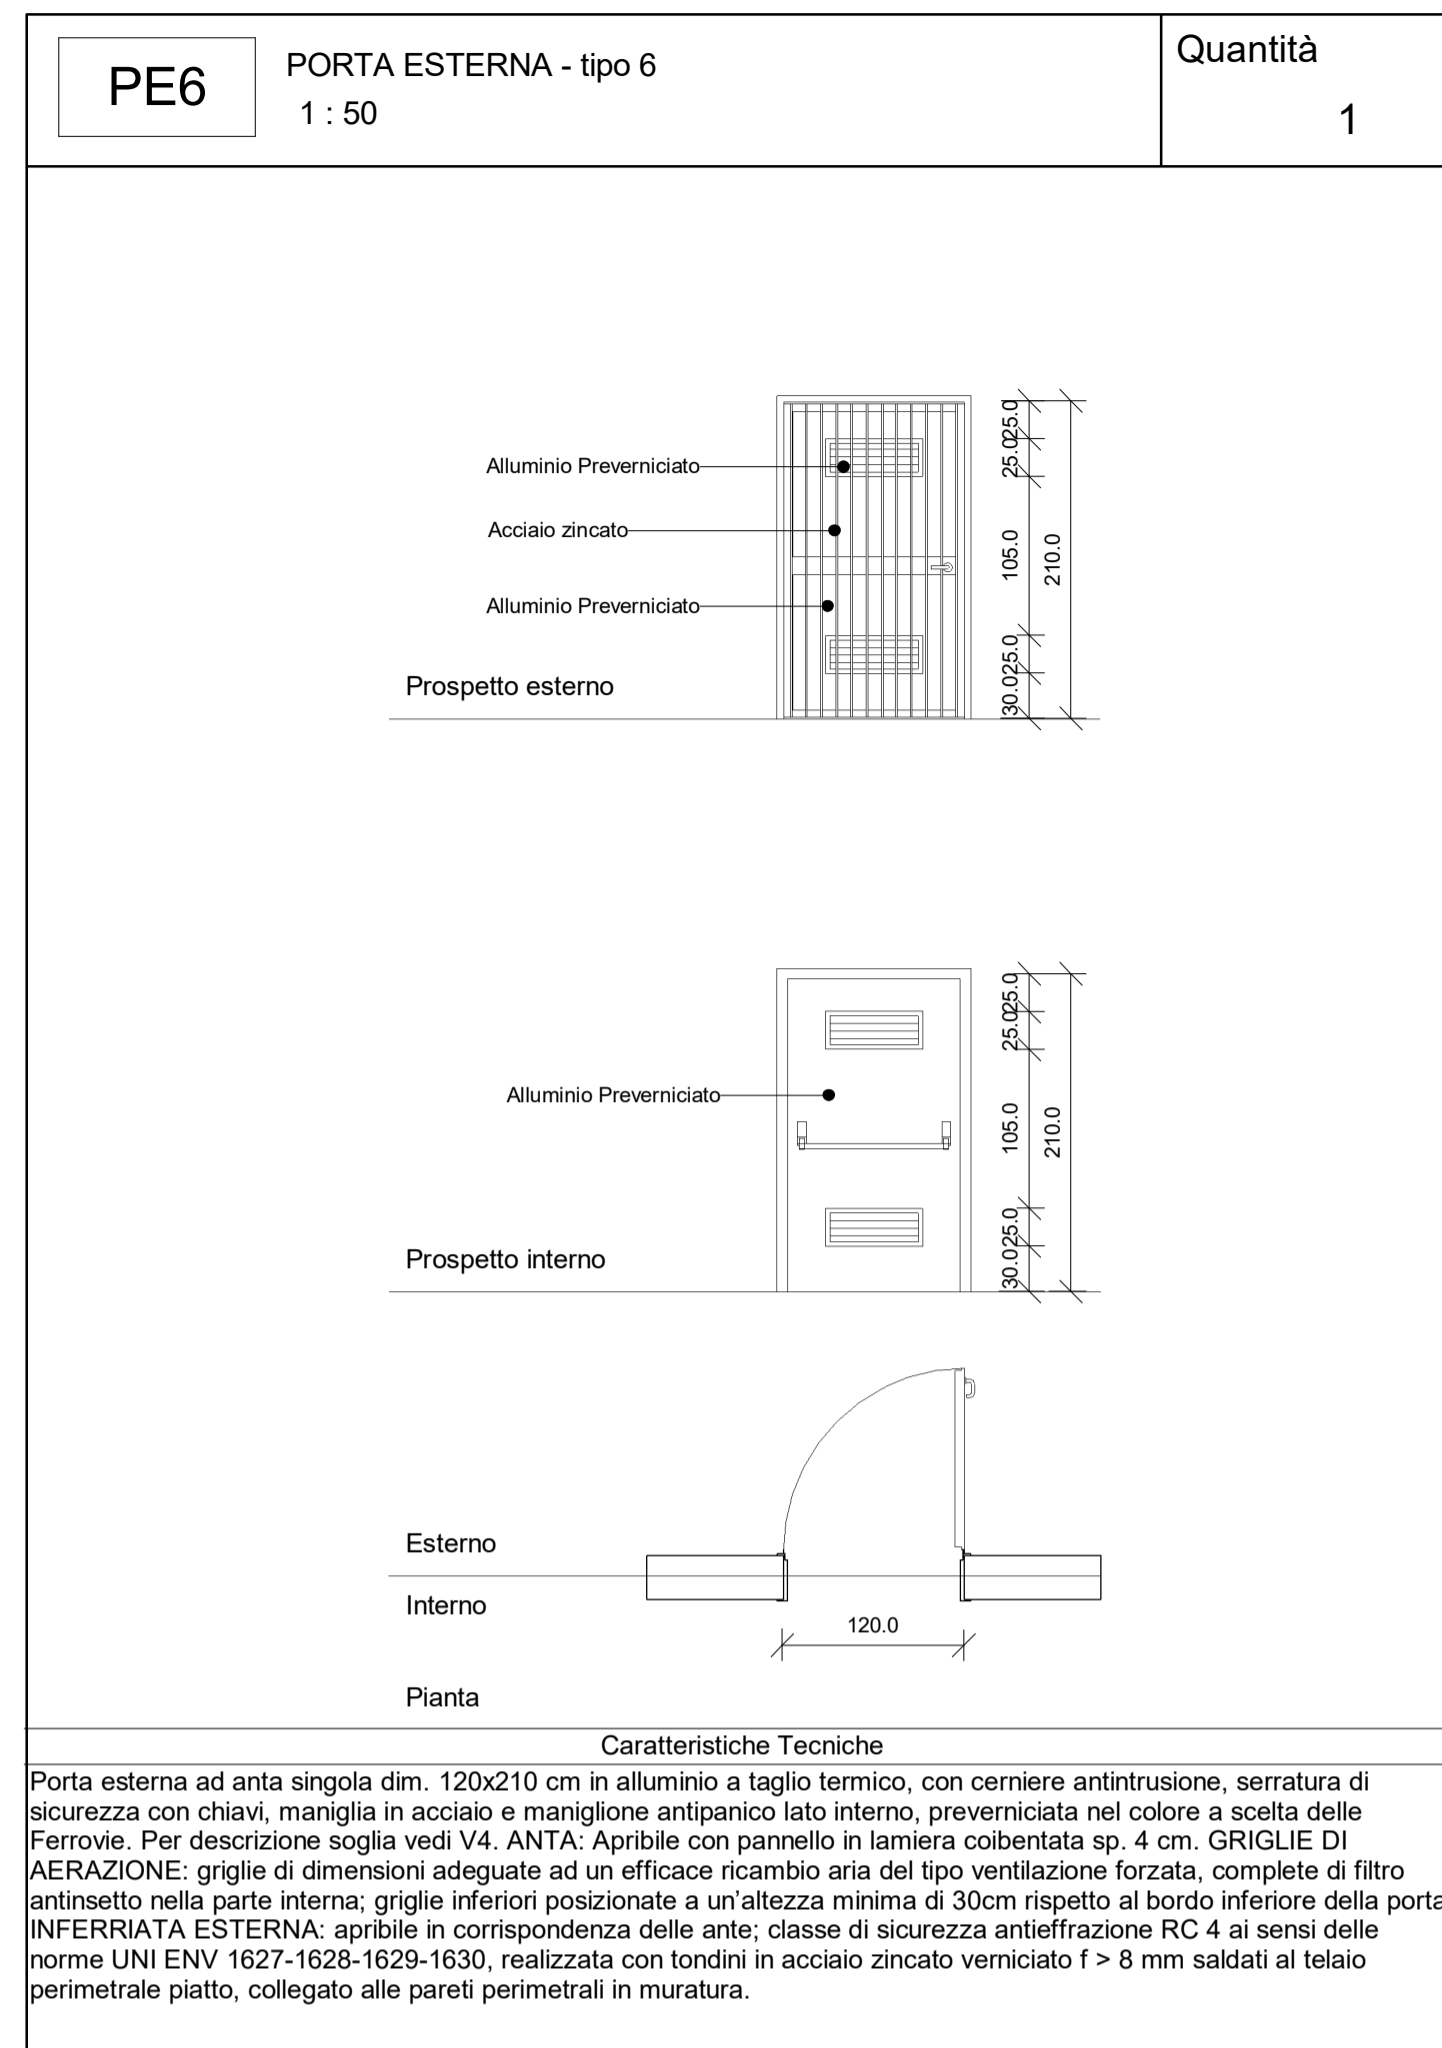 PE6
PORTA ESTERNA - tipo 6
1 : 50
Quantità
1
25.0
25.0
105.0
210.0
25.0
30.0
Alluminio Preverniciato
Acciaio zincato
Alluminio Preverniciato
Prospetto esterno
25.0
25.0
105.0
210.0
25.0
30.0
Alluminio Preverniciato
Prospetto interno
Esterno
Interno
120.0
Pianta
Caratteristiche Tecniche
Porta esterna ad anta singola dim. 120x210 cm in alluminio a taglio termico, con cerniere antintrusione, serratura di
sicurezza con chiavi, maniglia in acciaio e maniglione antipanico lato interno, preverniciata nel colore a scelta delle
Ferrovie. Per descrizione soglia vedi V4. ANTA: Apribile con pannello in lamiera coibentata sp. 4 cm. GRIGLIE DI
AERAZIONE: griglie di dimensioni adeguate ad un efficace ricambio aria del tipo ventilazione forzata, complete di filtro
antinsetto nella parte interna; griglie inferiori posizionate a un’altezza minima di 30cm rispetto al bordo inferiore della porta
INFERRIATA ESTERNA: apribile in corrispondenza delle ante; classe di sicurezza antieffrazione RC 4 ai sensi delle
norme UNI ENV 1627-1628-1629-1630, realizzata con tondini in acciaio zincato verniciato f > 8 mm saldati al telaio
perimetrale piatto, collegato alle pareti perimetrali in muratura.